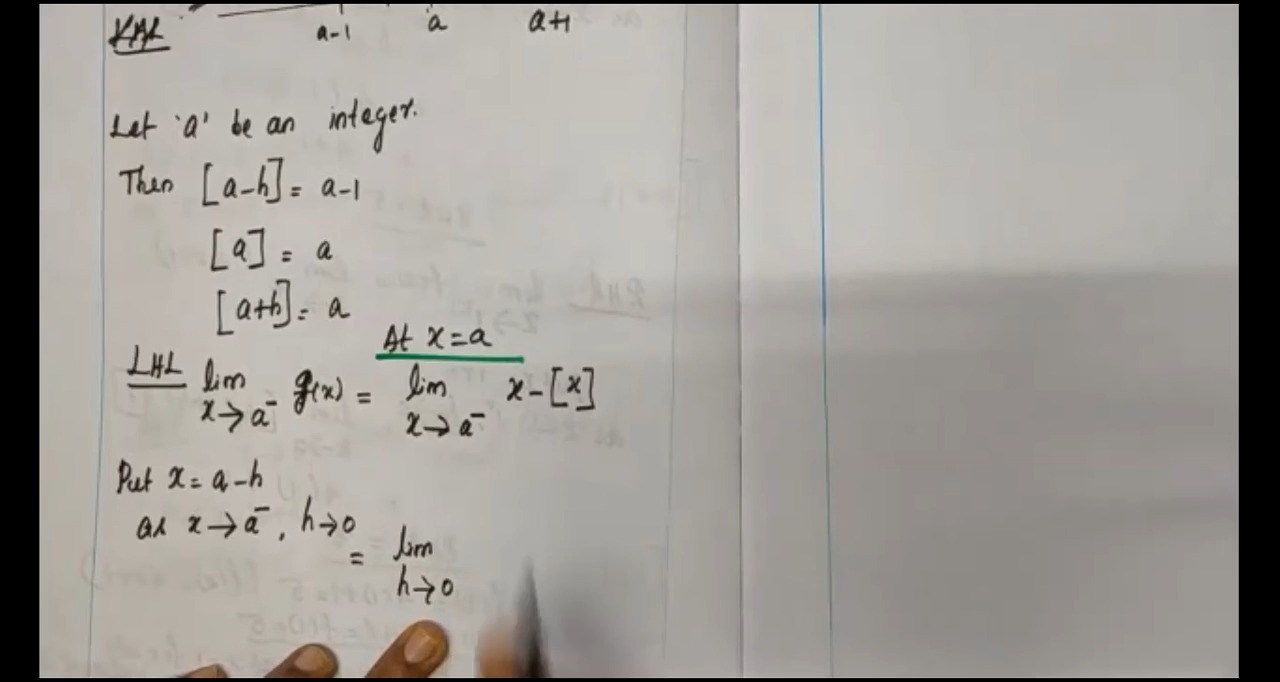 a-1 a a+1
Let 'a' be an integer.
Then [a-h] = a-1
[a] = a
[a+h] = a
At x=a
LHL lim x→a⁻ g(x) = lim x→a⁻ x-[x]
Put x = a-h
as x→a⁻, h→0
= lim h→0